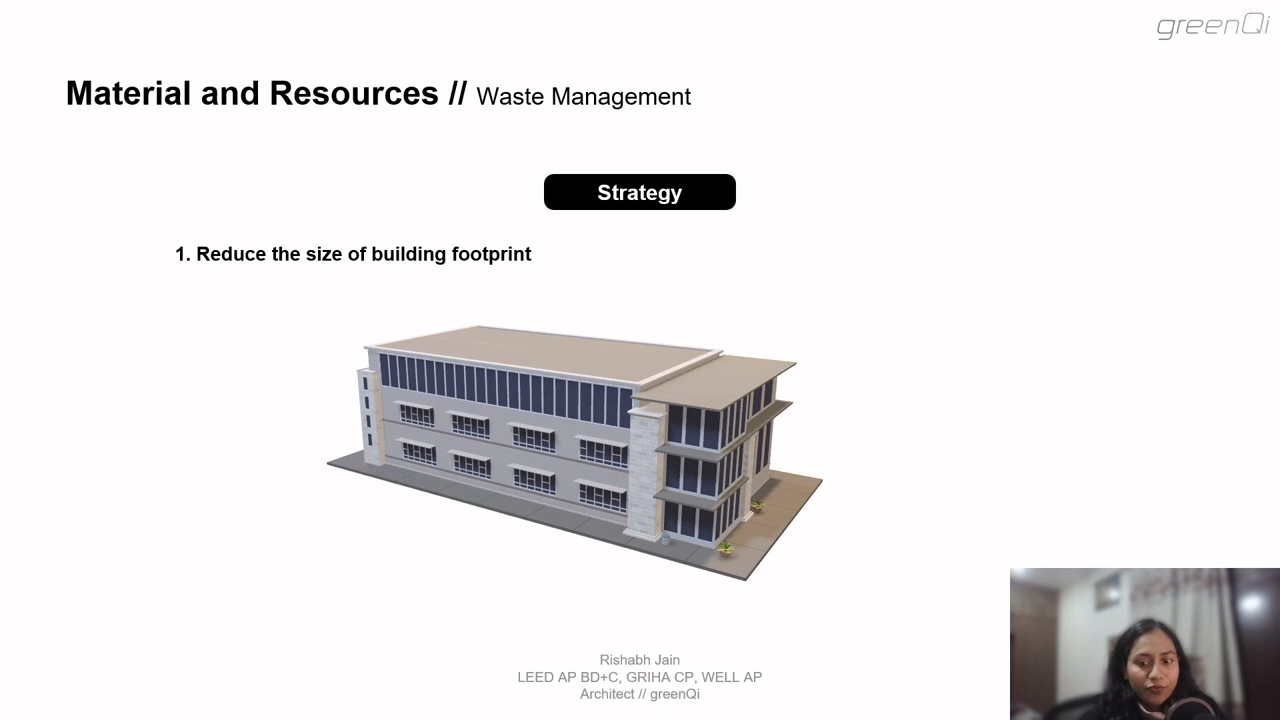 greenQi
Material and Resources // Waste Management
Strategy
1. Reduce the size of building footprint
Rishabh Jain
LEED AP BD+C, GRIHA CP, WELL AP
Architect // greenQi